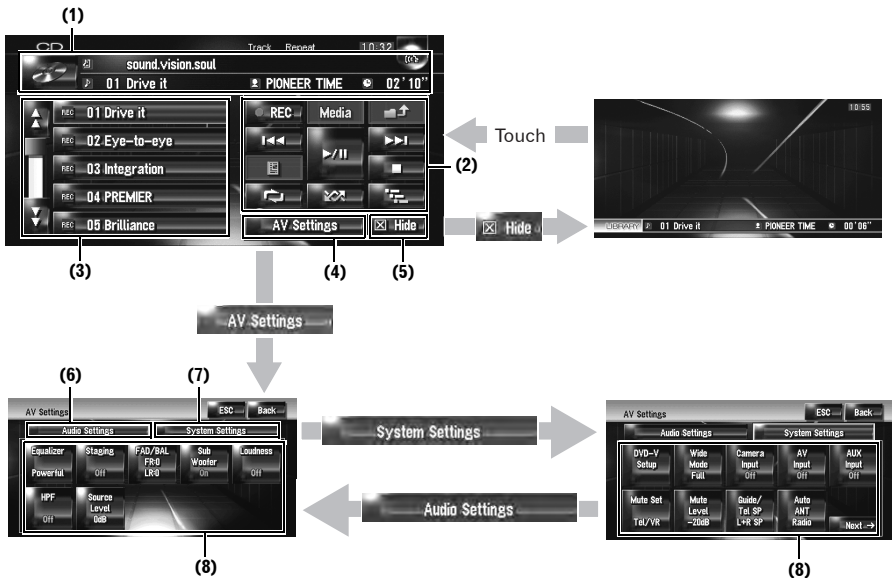 (1)
CD Track Repeat 10:32
sound.vision.soul
01 Drive it PIONEER TIME 02'10"
REC 01 Drive it
REC 02 Eye-to-eye
REC 03 Integration
REC 04 PREMIER
REC 05 Brilliance
REC Media
AV Settings Hide
(2)
(3)
(4)
(5)
Touch
Hide
10:55
LIBRARY 01 Drive it PIONEER TIME 00'06"
AV Settings
(6)
(7)
AV Settings ESC Back
Audio Settings System Settings
Equalizer Powerful
Staging Off
FAD/BAL FR:0 LR:0
Sub Woofer On
Loudness Off
HPF Off
Source Level 0dB
(8)
System Settings
Audio Settings
AV Settings ESC Back
Audio Settings System Settings
DVD-V Setup
Wide Mode Full
Camera Input Off
AV Input Off
AUX Input Off
Mute Set Tel/VR
Mute Level -20dB
Guide/ Tel SP L+R SP
Auto ANT Radio
Next →
(8)